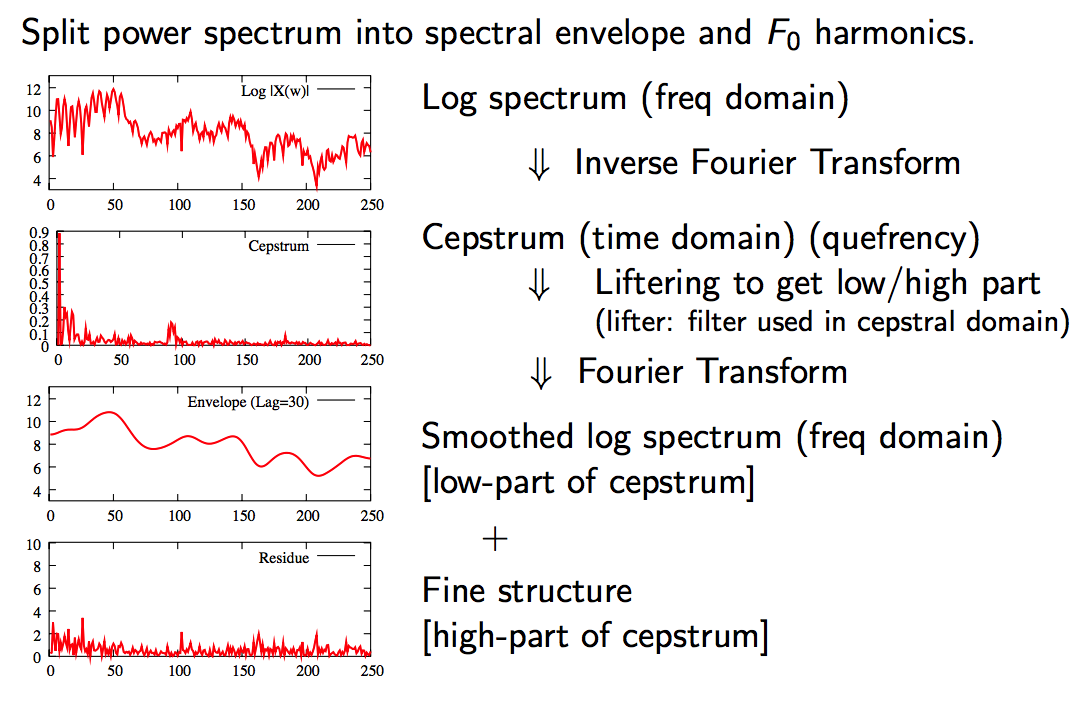 Split power spectrum into spectral envelope and F0 harmonics.
Log |X(w)|
12
10
8
6
4
0 50 100 150 200 250
Log spectrum (freq domain)
⇓ Inverse Fourier Transform
Cepstrum
0.9
0.8
0.7
0.6
0.5
0.4
0.3
0.2
0.1
0
0 50 100 150 200 250
Cepstrum (time domain) (quefrency)
⇓ Liftering to get low/high part
(lifter: filter used in cepstral domain)
⇓ Fourier Transform
Envelope (Lag=30)
12
10
8
6
4
0 50 100 150 200 250
Smoothed log spectrum (freq domain)
[low-part of cepstrum]
+
Residue
10
8
6
4
2
0
0 50 100 150 200 250
Fine structure
[high-part of cepstrum]